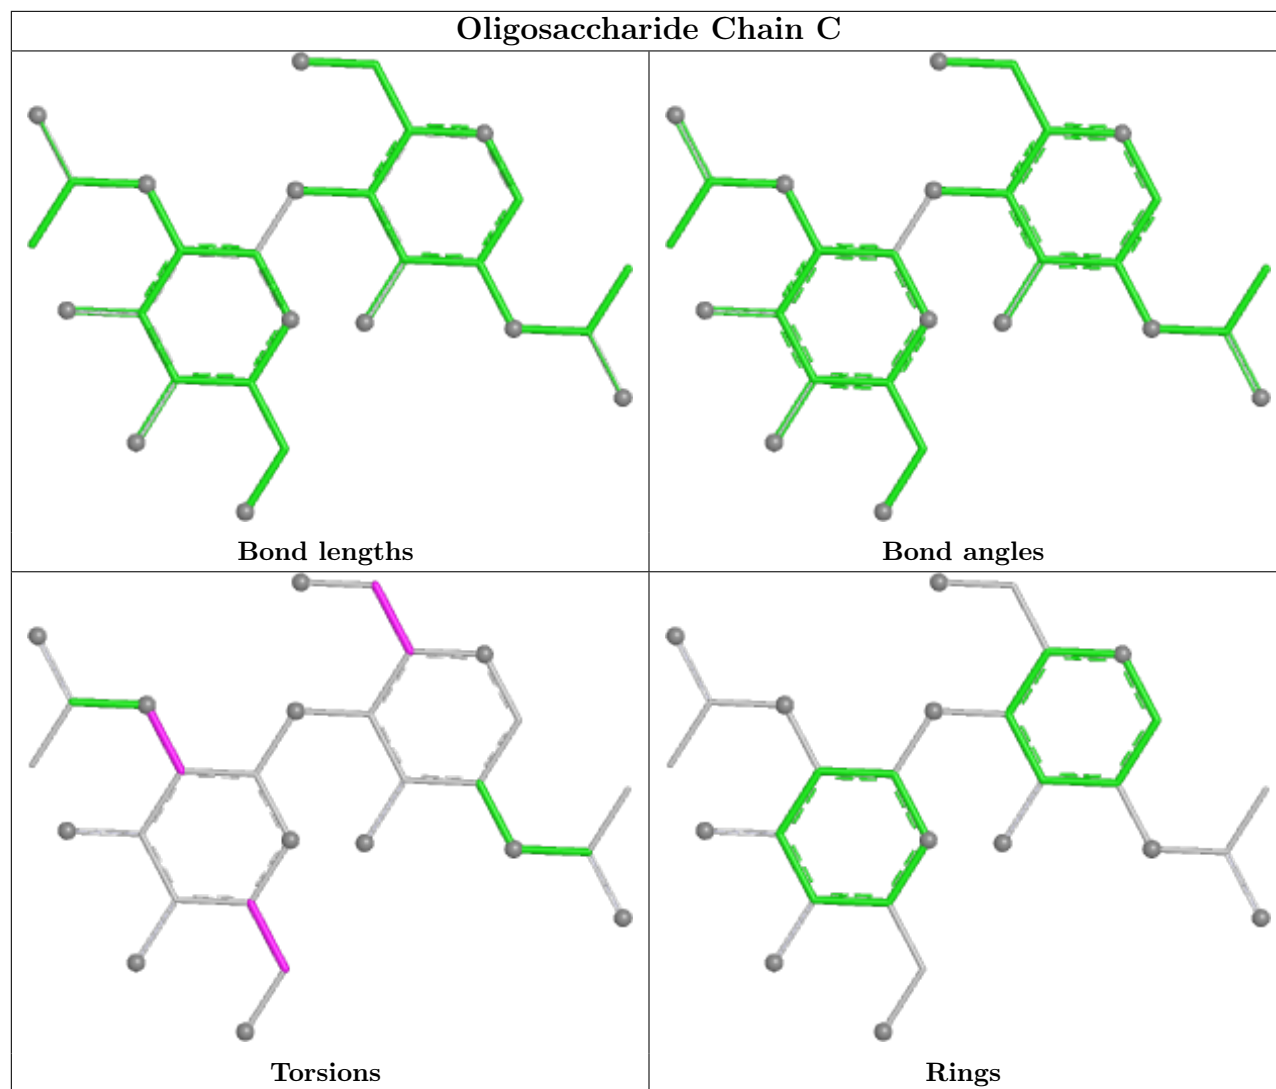 Oligosaccharide Chain C
Bond lengths
Bond angles
Torsions
Rings